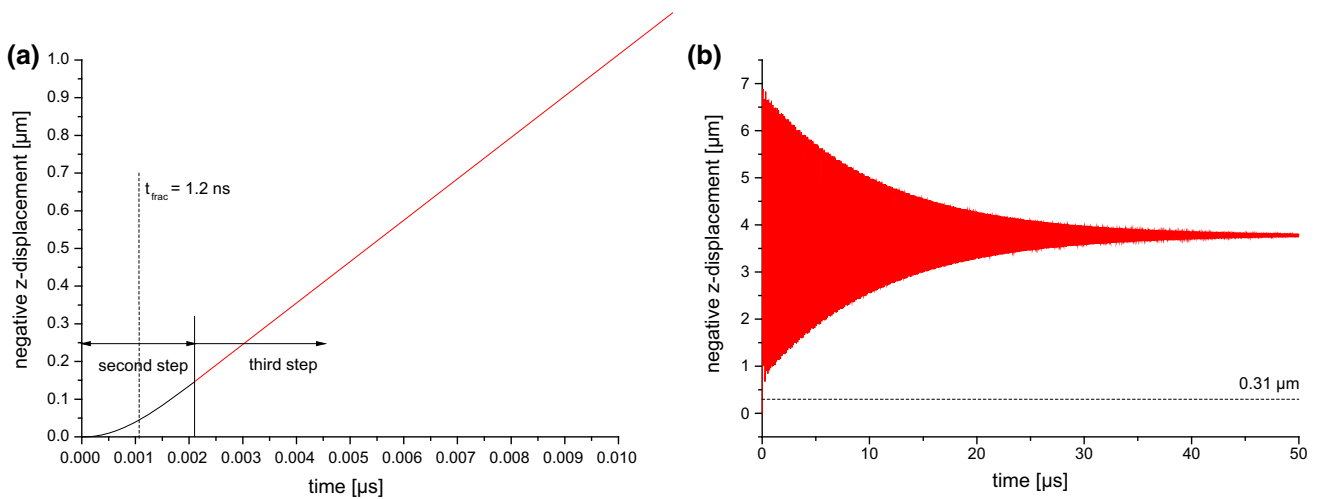 (a)
negative z-displacement [µm]
1.0
0.9
0.8
0.7
0.6
0.5
0.4
0.3
0.2
0.1
0.0
t_frac = 1.2 ns
second step
third step
0.000 0.001 0.002 0.003 0.004 0.005 0.006 0.007 0.008 0.009 0.010
time [µs]
(b)
negative z-displacement [µm]
7
6
5
4
3
2
1
0
0.31 µm
0 10 20 30 40 50
time [µs]